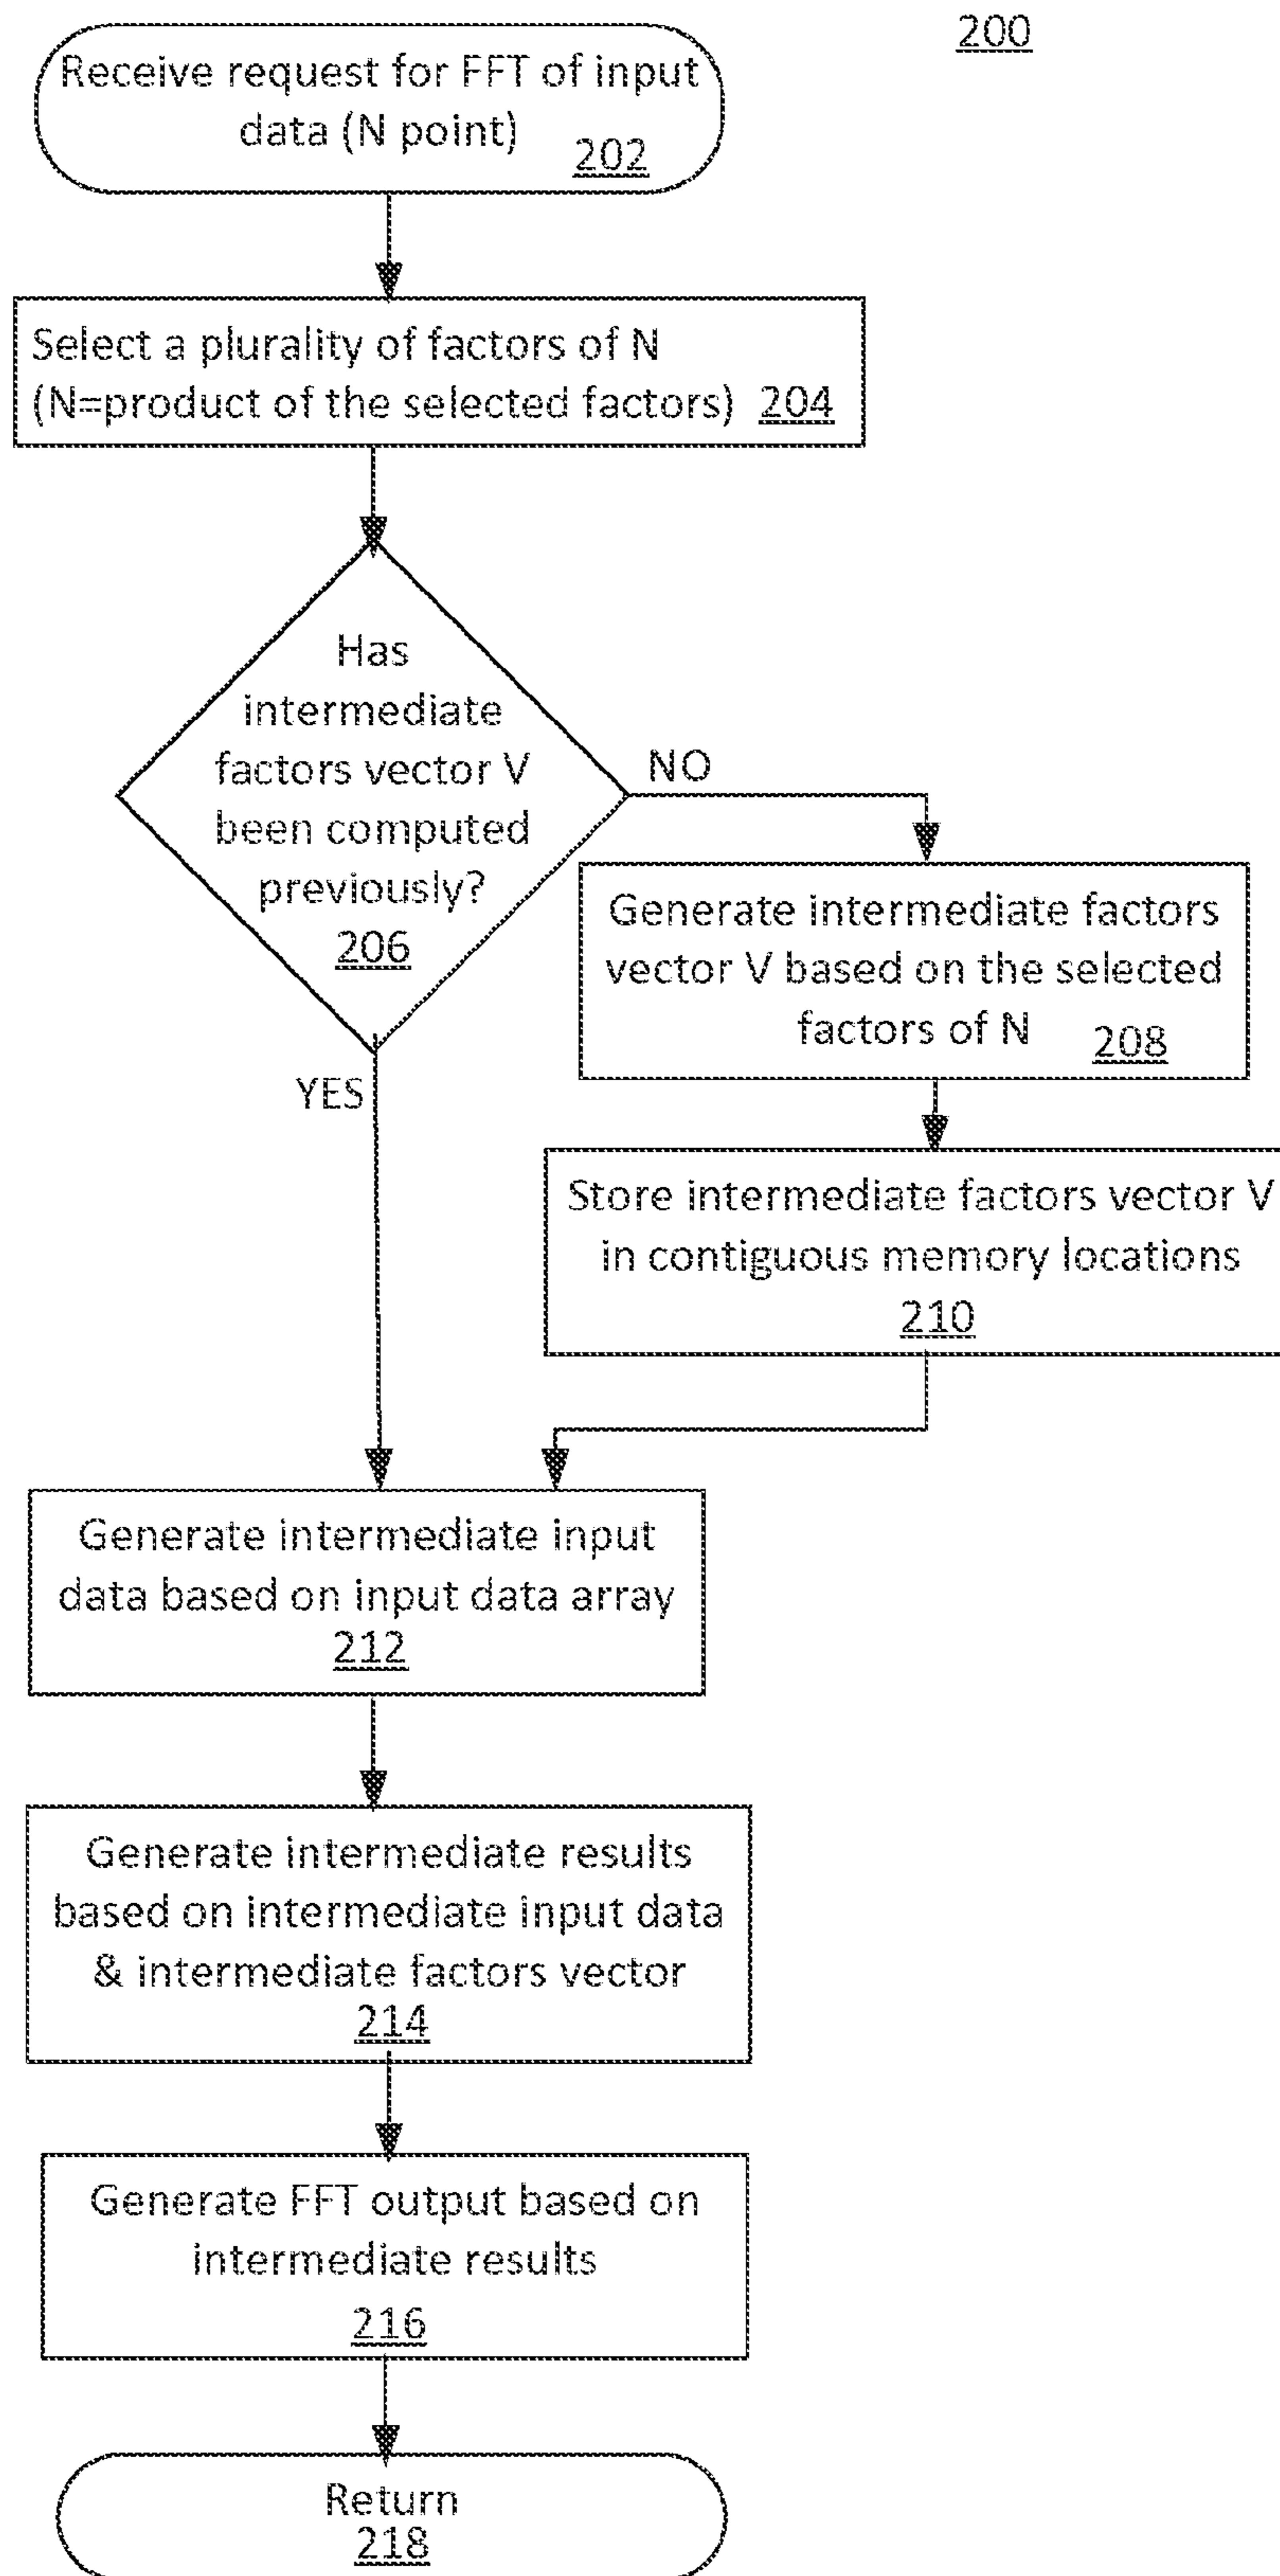 200
Receive request for FFT of input
data (N point) 202
Select a plurality of factors of N
(N=product of the selected factors) 204
Has
intermediate
factors vector V
been computed
previously?
206
NO
Generate intermediate factors
vector V based on the selected
factors of N 208
YES
Store intermediate factors vector V
in contiguous memory locations
210
Generate intermediate input
data based on input data array
212
Generate intermediate results
based on intermediate input data
& intermediate factors vector
214
Generate FFT output based on
intermediate results
216
Return
218